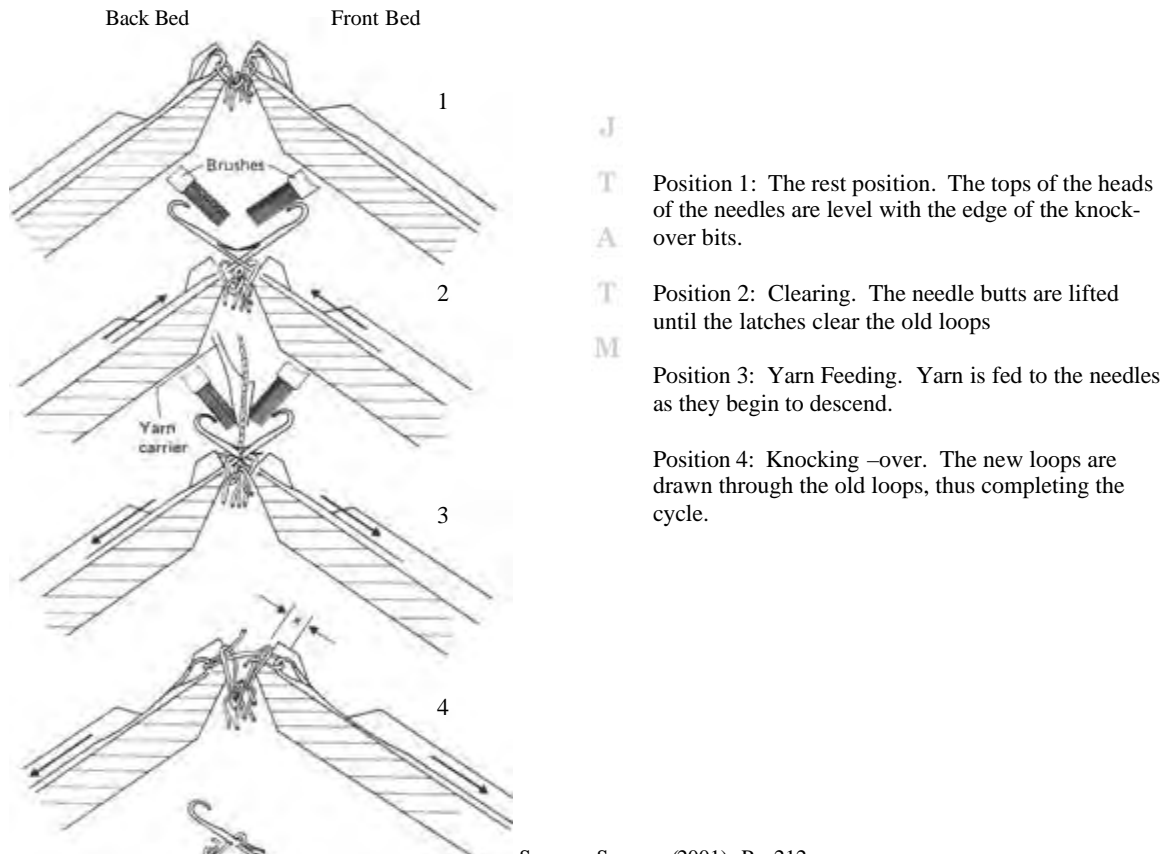 Back Bed Front Bed
1
Brushes
2
Yarn
carrier
3
x
4
J
T
A
T
M
Position 1: The rest position. The tops of the heads
of the needles are level with the edge of the knock-
over bits.
Position 2: Clearing. The needle butts are lifted
until the latches clear the old loops
Position 3: Yarn Feeding. Yarn is fed to the needles
as they begin to descend.
Position 4: Knocking –over. The new loops are
drawn through the old loops, thus completing the
cycle.
(2001)